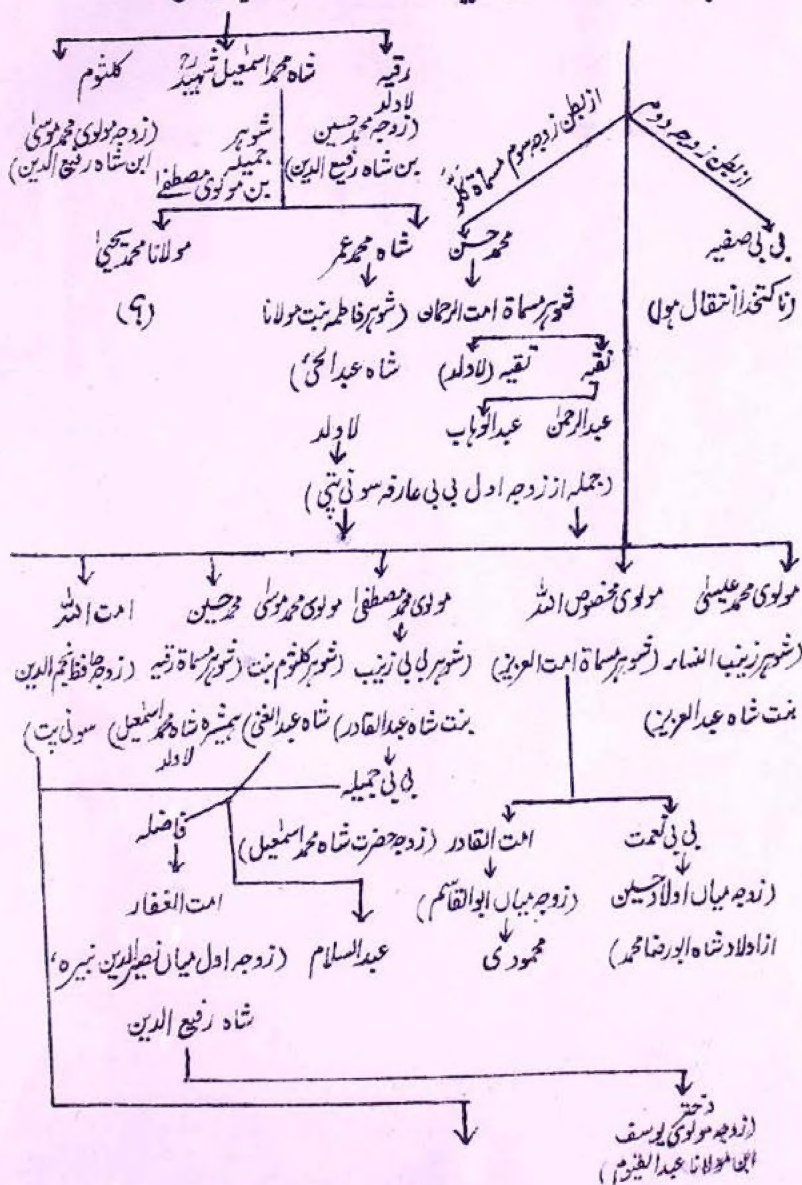 رقیہ شاہ محمد اسمٰعیل شہیدؒ کلثوم
لاولد
(زوجہ محمد حسین شوہر (زوجہ مولوی محمد موسیٰ
بن شاہ رفیع الدین) جمیلہ ابن شاہ رفیع الدین)
بن مولوی مصطفےٰ
از بطن زوجہ دوم
از بطن زوجہ سوم مسماۃ کلو
بی بی صفیہ محمد حسن شاہ محمد عمر مولانا محمد یحییٰ
(ناکتخدا انتقال ہوا) شوہر مسماۃ امت الرحمان (شوہر فاطمہ بنت مولانا (؟)
تقیہ نقیہ (لاولد) شاہ عبدالحیؒ)
عبدالرحمٰن عبدالوہاب لاولد
(جملہ از زوجہ اول بی بی عارفہ سونی پتی)
مولوی محمد عیسیٰ مولوی مخصوص اللہ مولوی محمد مصطفیٰ مولوی محمد موسیٰ محمد حسین امت اللہ
(شوہر زینب النساء (شوہر مسماۃ امت العزیز) (شوہر بی بی زینب (شوہر کلثوم بنت (شوہر مسماۃ رقیہ (زوجہ حافظ نجم الدین
بنت شاہ عبدالعزیز) بنت شاہ عبدالقادر) شاہ عبدالغنی) ہمشیرہ شاہ محمد اسمٰعیل) سونی پت)
لاولد
بی بی جمیلہ
بی بی نعمت امت القادر (زوجہ حضرت شاہ محمد اسمٰعیل) فاضلہ
(زوجہ میاں اولاد حسین (زوجہ میاں ابوالقاسم) امت الغفار
از اولاد شاہ ابورضا محمد) محمودی عبدالسلام (زوجہ اول میاں نصیرالدین نبیرہ،
شاہ رفیع الدین
دختر
(زوجہ مولوی یوسف
ابن مولانا عبدالقیوم)